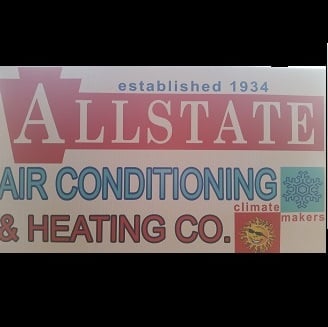 established 1934
ALLSTATE
AIR CONDITIONING
& HEATING CO.
climate
makers